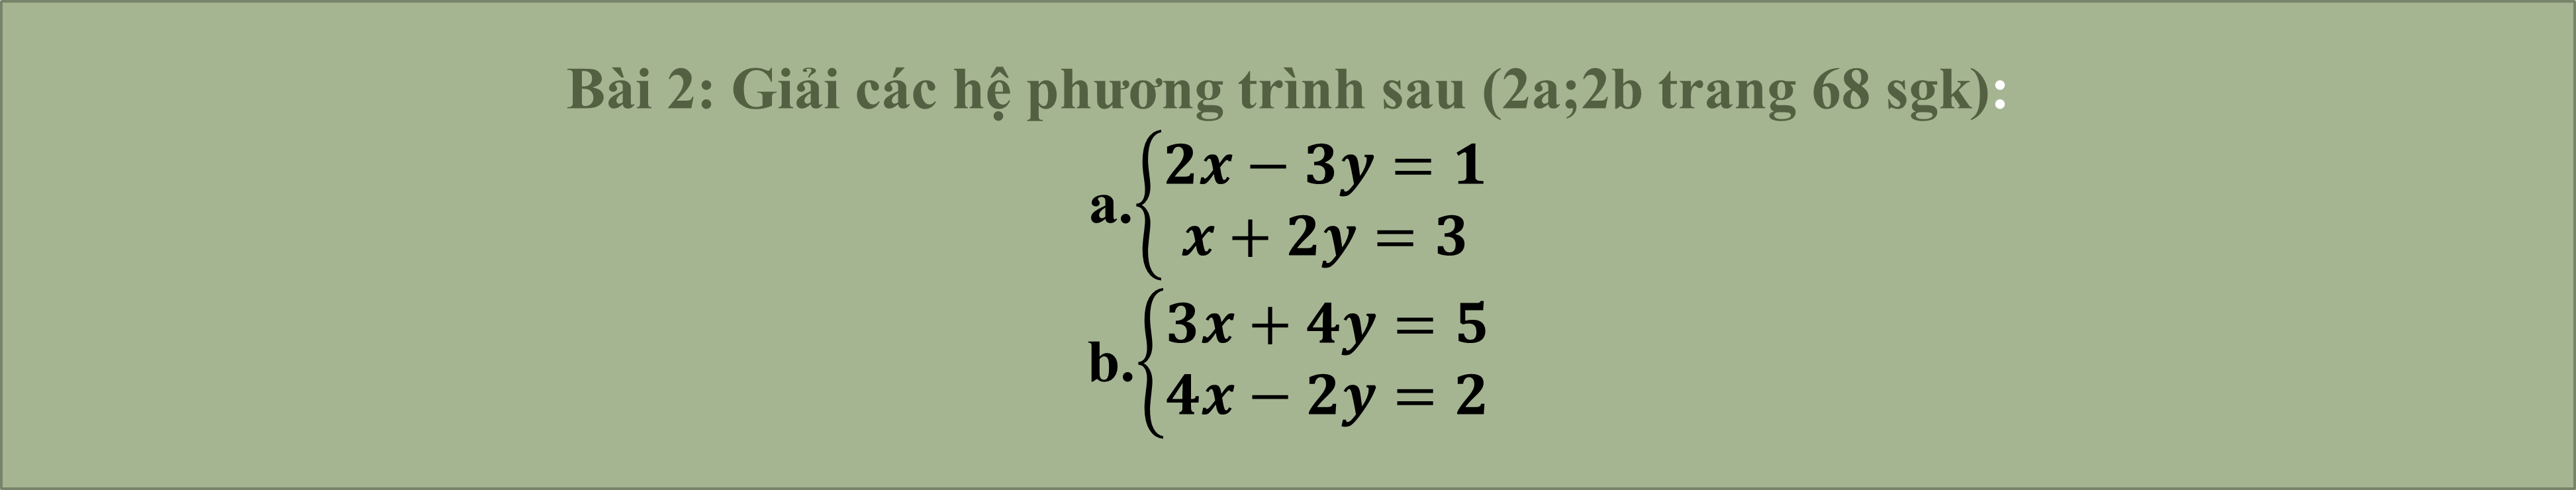 Bài 2: Giải các hệ phương trình sau (2a;2b trang 68 sgk):
a. { 2x − 3y = 1
x + 2y = 3
b. { 3x + 4y = 5
4x − 2y = 2